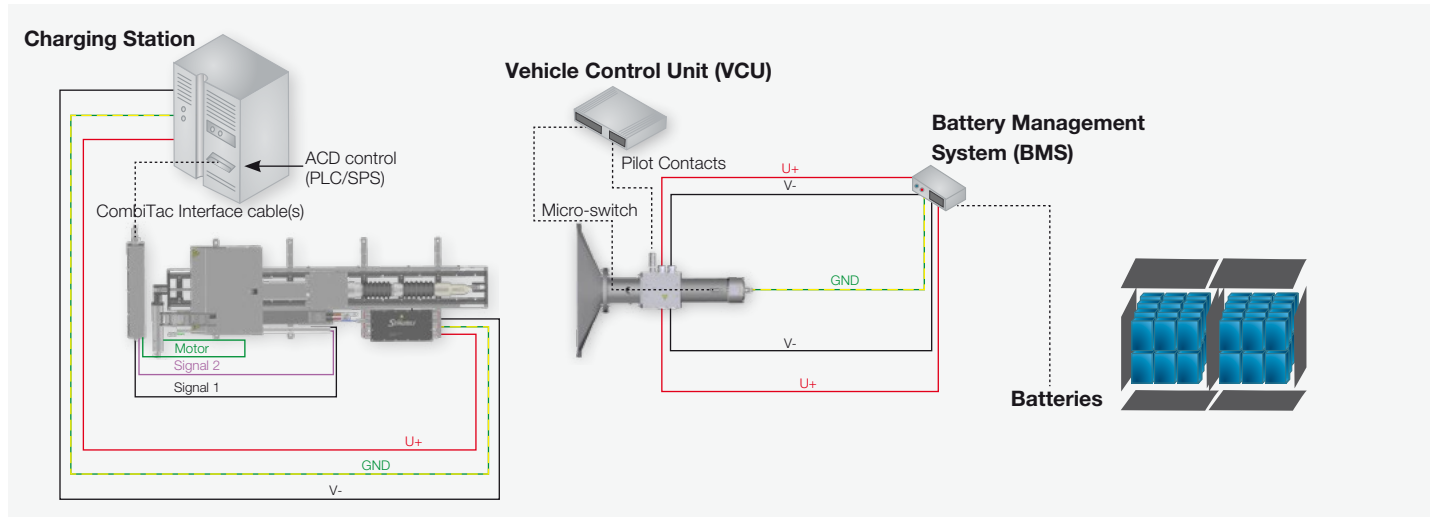 Charging Station
ACD control
(PLC/SPS)
CombiTac Interface cable(s)
Motor
Signal 2
Signal 1
U+
GND
V-
Vehicle Control Unit (VCU)
Pilot Contacts
Micro-switch
U+
V-
GND
V-
U+
Battery Management
System (BMS)
Batteries